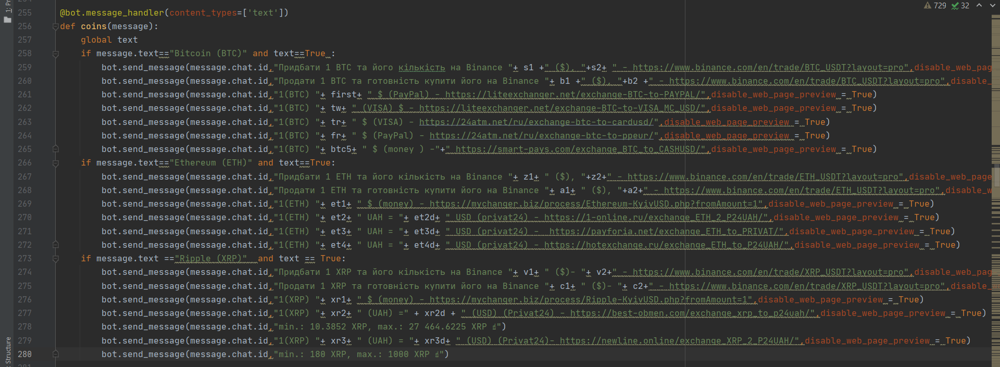 1: Pr
729 32
255 @bot.message_handler(content_types=['text'])
256 def coins(message):
257 global text
258 if message.text=="Bitcoin (BTC)" and text==True :
259 bot.send_message(message.chat.id,"Придбати 1 BTC та його кількість на Binance "+ s1 +" ($), "+s2+ " - https://www.binance.com/en/trade/BTC_USDT?layout=pro",disable_web_pag
260 bot.send_message(message.chat.id,"Продати 1 BTC та готовність купити його на Binance "+ b1 +" ($), "+b2 +" - https://www.binance.com/en/trade/BTC_USDT?layout=pro",disable_
261 bot.send_message(message.chat.id,"1(BTC) "+ first+ " $ (PayPal) - https://liteexchanger.net/exchange-BTC-to-PAYPAL/",disable_web_page_preview = True)
262 bot.send_message(message.chat.id,"1(BTC) "+ tw+ " (VISA) $ - https://liteexchanger.net/exchange-BTC-to-VISA_MC_USD/",disable_web_page_preview = True)
263 bot.send_message(message.chat.id,"1(BTC) "+ tr+ " $ (VISA) - https://24atm.net/ru/exchange-btc-to-cardusd/",disable_web_page_preview = True)
264 bot.send_message(message.chat.id,"1(BTC) "+ fr+ " $ (PayPal) - https://24atm.net/ru/exchange-btc-to-ppeur/",disable_web_page_preview = True)
265 bot.send_message(message.chat.id,"1(BTC) "+ btc5+ " $ (money ) -"+" https://smart-pays.com/exchange_BTC_to_CASHUSD/",disable_web_page_preview = True)
266 if message.text=="Ethereum (ETH)" and text==True:
267 bot.send_message(message.chat.id,"Придбати 1 ETH та його кількість на Binance "+ z1+ " ($), "+z2+" - https://www.binance.com/en/trade/ETH_USDT?layout=pro",disable_web_page
268 bot.send_message(message.chat.id,"Продати 1 ETH та готовність купити його на Binance "+ a1+ " ($), "+a2+" - https://www.binance.com/en/trade/ETH_USDT?layout=pro",disable_w
269 bot.send_message(message.chat.id,"1(ETH) "+ et1+ " $ (money) - https://mychanger.biz/process/Ethereum-KyivUSD.php?fromAmount=1",disable_web_page_preview = True)
270 bot.send_message(message.chat.id,"1(ETH) "+ et2+ " UAH = "+ et2d+ " USD (privat24) - https://1-online.ru/exchange_ETH_2_P24UAH/",disable_web_page_preview = True)
271 bot.send_message(message.chat.id,"1(ETH) "+ et3+ " UAH = "+ et3d+ " USD (privat24) -  https://payforia.net/exchange_ETH_to_PRIVAT/",disable_web_page_preview = True)
272 bot.send_message(message.chat.id,"1(ETH) "+ et4+ " UAH = "+ et4d+ " USD (privat24) - https://hotexchange.ru/exchange_ETH_to_P24UAH/",disable_web_page_preview = True)
273 if message.text =="Ripple (XRP)"  and text == True:
274 bot.send_message(message.chat.id,"Придбати 1 XRP та його кількість на Binance "+ v1+ " ($)- "+ v2+" - https://www.binance.com/en/trade/XRP_USDT?layout=pro",disable_web_pag
275 bot.send_message(message.chat.id,"Продати 1 XRP та готовність купити його на Binance "+ c1+ " ($)- "+ c2+" - https://www.binance.com/en/trade/XRP_USDT?layout=pro",disable_
276 bot.send_message(message.chat.id,"1(XRP) "+ xr1+ " $ (money) - https://mychanger.biz/process/Ripple-KyivUSD.php?fromAmount=1",disable_web_page_preview = True)
277 bot.send_message(message.chat.id,"1(XRP) "+ xr2+ " (UAH) =" + xr2d + " (USD) (Privat24) - https://best-obmen.com/exchange_xrp_to_p24uah/",disable_web_page_preview = True)
278 bot.send_message(message.chat.id,"min.: 10.3852 XRP, max.: 27 464.6225 XRP ☝")
279 bot.send_message(message.chat.id,"1(XRP) "+ xr3+ " (UAH) = "+ xr3d+ " (USD) (Privat24)- https://newline.online/exchange_XRP_2_P24UAH/",disable_web_page_preview = True)
280 bot.send_message(message.chat.id,"min.: 180 XRP, max.: 1000 XRP ☝")
Structure